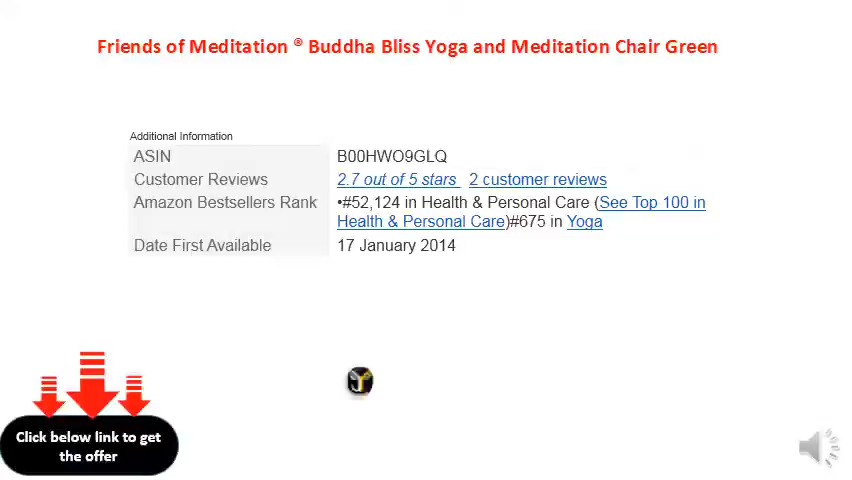 Friends of Meditation ® Buddha Bliss Yoga and Meditation Chair Green
Additional Information
ASIN B00HWO9GLQ
Customer Reviews 2.7 out of 5 stars 2 customer reviews
Amazon Bestsellers Rank •#52,124 in Health & Personal Care (See Top 100 in
Health & Personal Care)#675 in Yoga
Date First Available 17 January 2014
Click below link to get
the offer